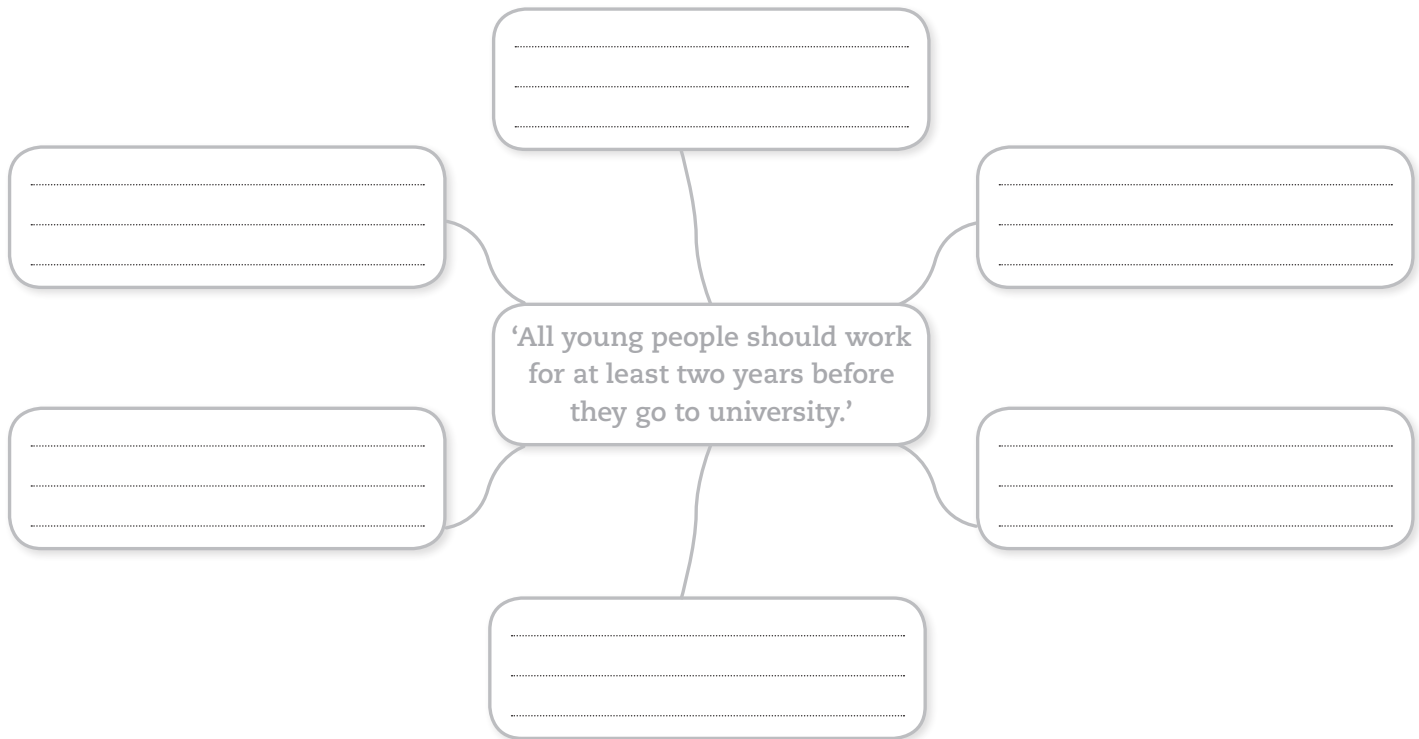 ‘All young people should work
for at least two years before
they go to university.’